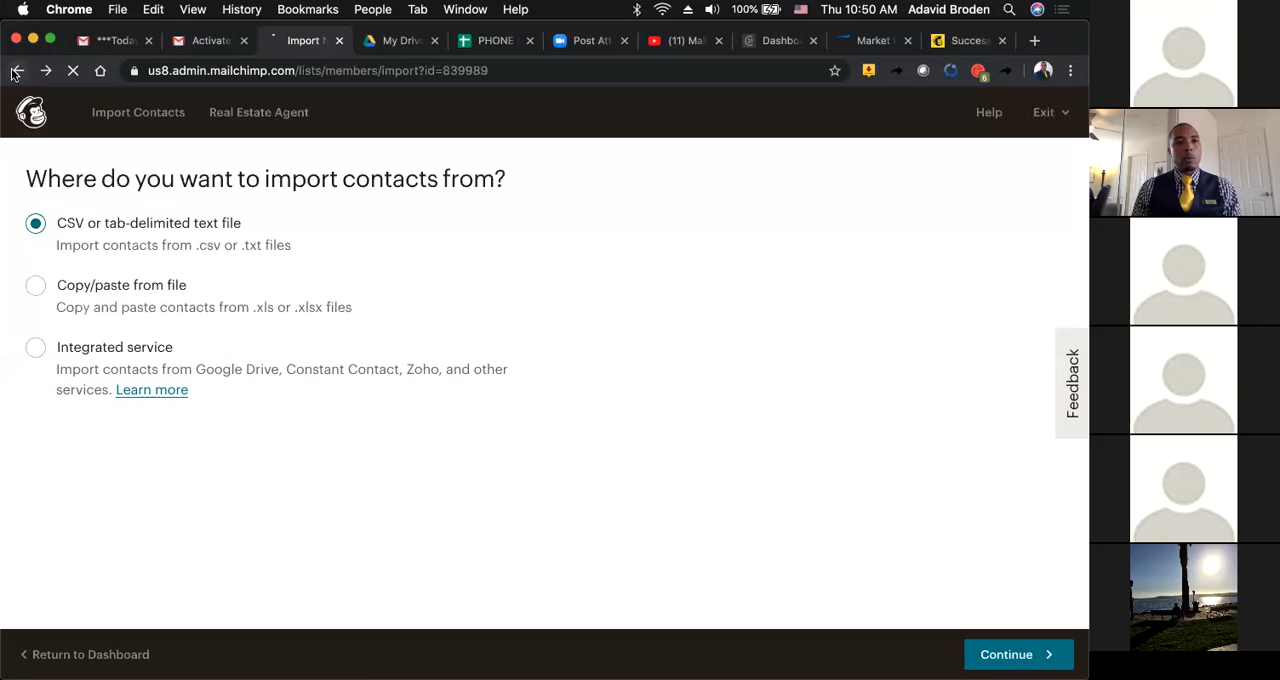 Chrome File Edit View History Bookmarks People Tab Window Help 100% Thu 10:50 AM Adavid Broden
***Toda Activate Import N My Driv PHONE Post Att (11) Mai Dashbo Market Succes
us8.admin.mailchimp.com/lists/members/import?id=839989 6
Import Contacts Real Estate Agent Help Exit
Where do you want to import contacts from?
CSV or tab-delimited text file
Import contacts from .csv or .txt files
Copy/paste from file
Copy and paste contacts from .xls or .xlsx files
Integrated service
Import contacts from Google Drive, Constant Contact, Zoho, and other
services. Learn more
Feedback
Return to Dashboard Continue